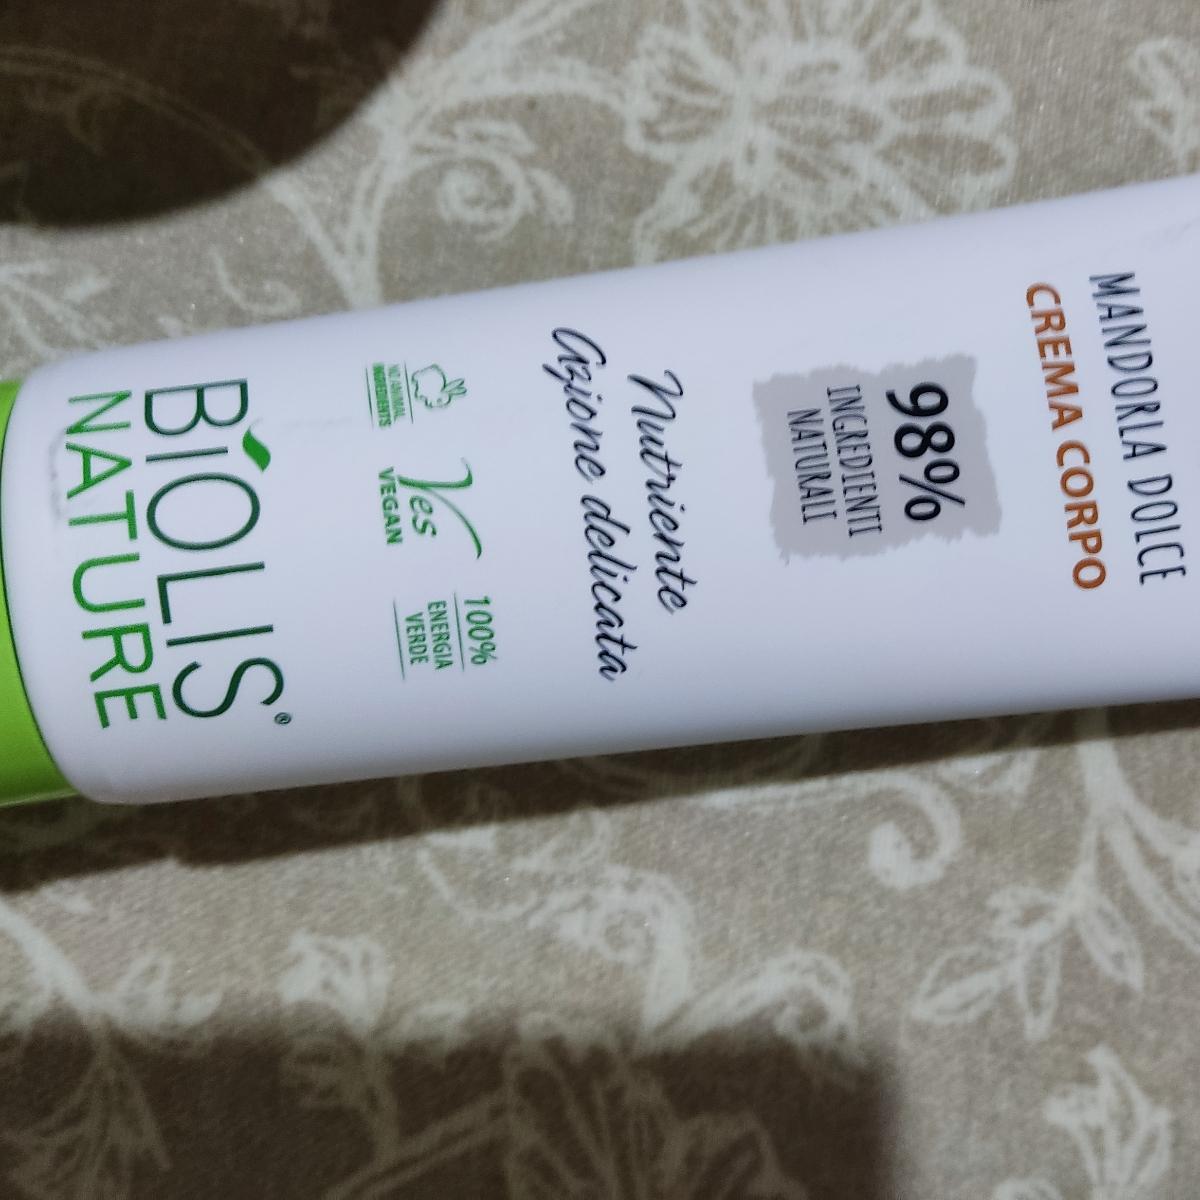 MANDORLA DOLCE
CREMA CORPO
98%
INGREDIENTI
NATURALI
Nutriente
Azione delicata
NO ANIMAL
INGREDIENTS
Yes
VEGAN
100%
ENERGIA
VERDE
BIOLIS®
NATURE